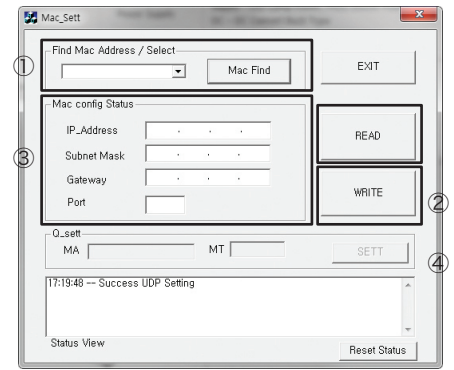 Mac_Sett
Find Mac Address / Select
①
Mac Find
EXIT
Mac config Status
IP_Address
READ
③
Subnet Mask
Gateway
WRITE
②
Port
Q_sett
MA
MT
SETT
④
17:19:48 -- Success UDP Setting
Status View
Reset Status